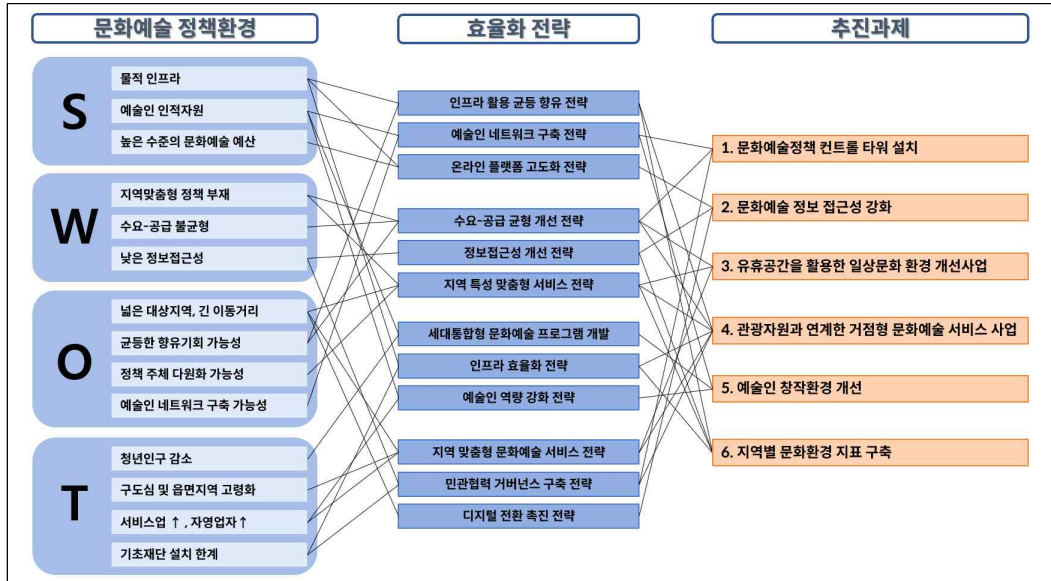 문화예술 정책환경
효율화 전략
추진과제
S
물적 인프라
예술인 인적자원
높은 수준의 문화예술 예산
W
지역맞춤형 정책 부재
수요-공급 불균형
낮은 정보접근성
O
넓은 대상지역, 긴 이동거리
균등한 향유기회 가능성
정책 주체 다원화 가능성
예술인 네트워크 구축 가능성
T
청년인구 감소
구도심 및 읍면지역 고령화
서비스업 ↑ , 자영업자↑
기초재단 설치 한계
인프라 활용 균등 향유 전략
예술인 네트워크 구축 전략
온라인 플랫폼 고도화 전략
수요-공급 균형 개선 전략
정보접근성 개선 전략
지역 특성 맞춤형 서비스 전략
세대통합형 문화예술 프로그램 개발
인프라 효율화 전략
예술인 역량 강화 전략
지역 맞춤형 문화예술 서비스 전략
민관협력 거버넌스 구축 전략
디지털 전환 촉진 전략
1. 문화예술정책 컨트롤 타워 설치
2. 문화예술 정보 접근성 강화
3. 유휴공간을 활용한 일상문화 환경 개선사업
4. 관광자원과 연계한 거점형 문화예술 서비스 사업
5. 예술인 창작환경 개선
6. 지역별 문화환경 지표 구축